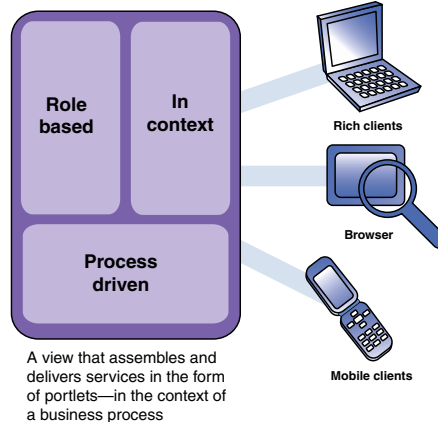 Role
based
In
context
Process
driven
Rich clients
Browser
Mobile clients
A view that assembles and
delivers services in the form
of portlets—in the context of
a business process